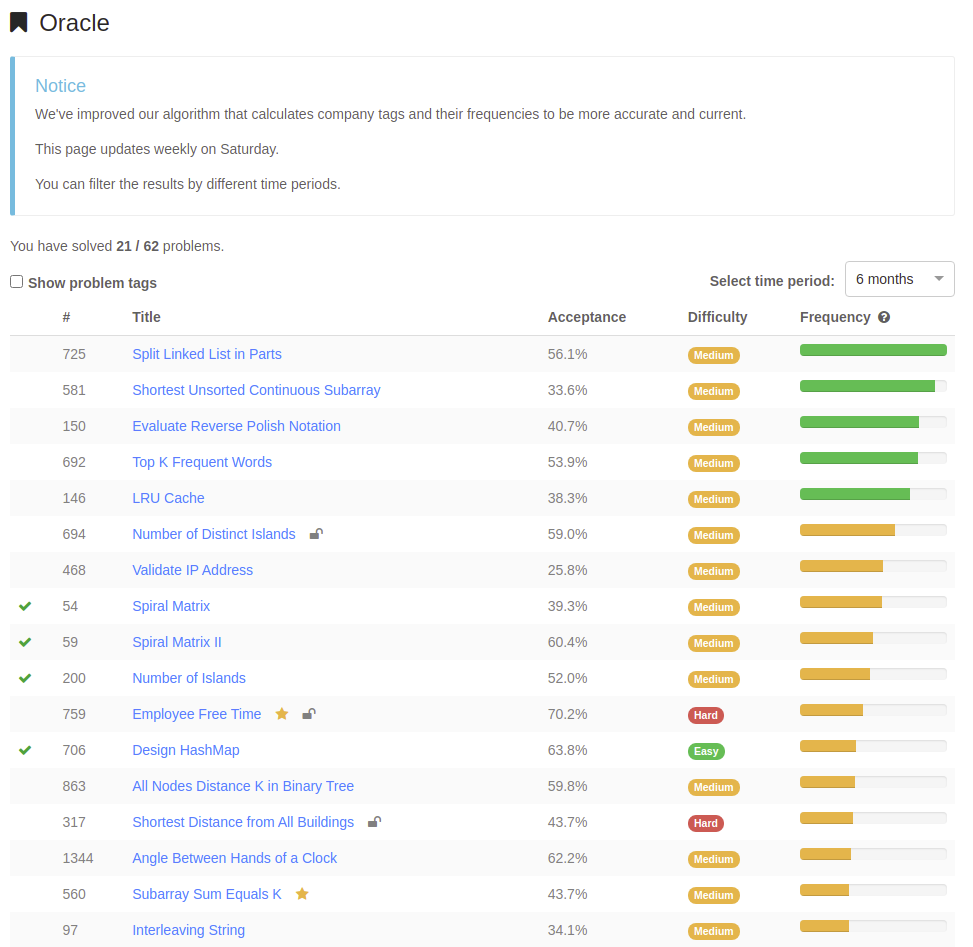 Oracle
Notice
We've improved our algorithm that calculates company tags and their frequencies to be more accurate and current.
This page updates weekly on Saturday.
You can filter the results by different time periods.
You have solved 21 / 62 problems.
Show problem tags Select time period: 6 months
# Title Acceptance Difficulty Frequency ?
725 Split Linked List in Parts 56.1% Medium
581 Shortest Unsorted Continuous Subarray 33.6% Medium
150 Evaluate Reverse Polish Notation 40.7% Medium
692 Top K Frequent Words 53.9% Medium
146 LRU Cache 38.3% Medium
694 Number of Distinct Islands 59.0% Medium
468 Validate IP Address 25.8% Medium
54 Spiral Matrix 39.3% Medium
59 Spiral Matrix II 60.4% Medium
200 Number of Islands 52.0% Medium
759 Employee Free Time 70.2% Hard
706 Design HashMap 63.8% Easy
863 All Nodes Distance K in Binary Tree 59.8% Medium
317 Shortest Distance from All Buildings 43.7% Hard
1344 Angle Between Hands of a Clock 62.2% Medium
560 Subarray Sum Equals K 43.7% Medium
97 Interleaving String 34.1% Medium